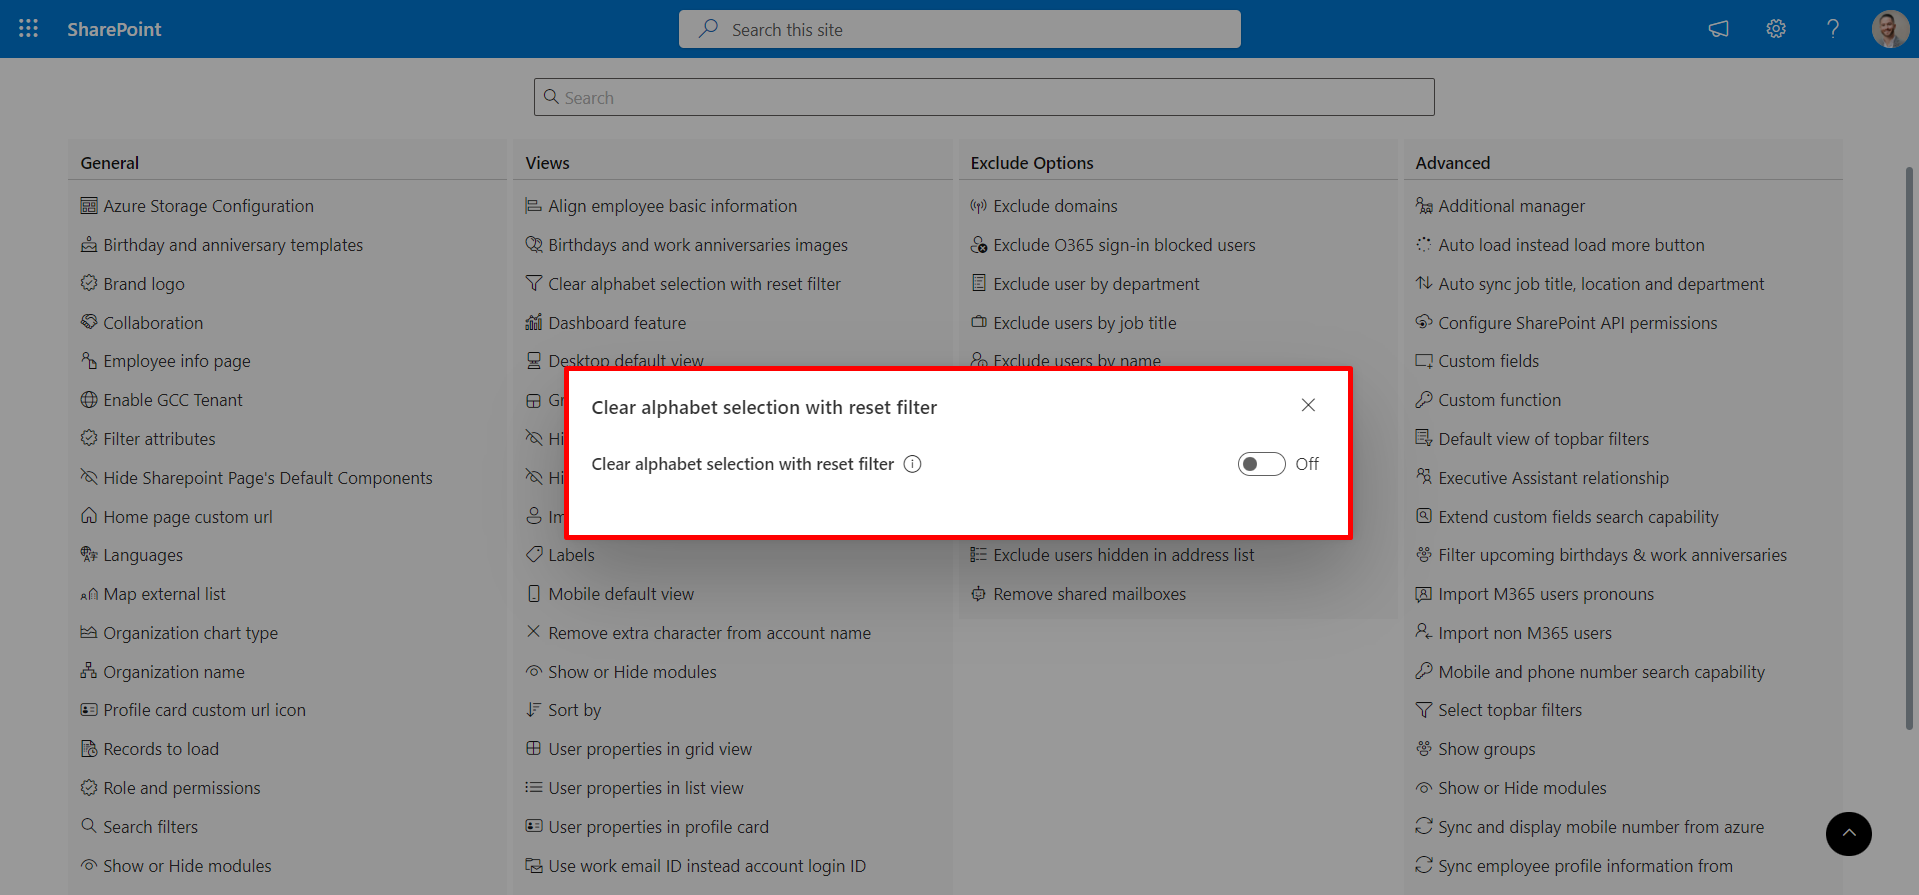 SharePoint
Search this site
Search
General
Azure Storage Configuration
Birthday and anniversary templates
Brand logo
Collaboration
Employee info page
Enable GCC Tenant
Filter attributes
Hide Sharepoint Page's Default Components
Home page custom url
Languages
Map external list
Organization chart type
Organization name
Profile card custom url icon
Records to load
Role and permissions
Search filters
Show or Hide modules
Views
Align employee basic information
Birthdays and work anniversaries images
Clear alphabet selection with reset filter
Dashboard feature
Desktop default view
Labels
Mobile default view
Remove extra character from account name
Show or Hide modules
Sort by
User properties in grid view
User properties in list view
User properties in profile card
Use work email ID instead account login ID
Exclude Options
Exclude domains
Exclude O365 sign-in blocked users
Exclude user by department
Exclude users by job title
Exclude users by name
Exclude users hidden in address list
Remove shared mailboxes
Advanced
Additional manager
Auto load instead load more button
Auto sync job title, location and department
Configure SharePoint API permissions
Custom fields
Custom function
Default view of topbar filters
Executive Assistant relationship
Extend custom fields search capability
Filter upcoming birthdays & work anniversaries
Import M365 users pronouns
Import non M365 users
Mobile and phone number search capability
Select topbar filters
Show groups
Show or Hide modules
Sync and display mobile number from azure
Sync employee profile information from
Clear alphabet selection with reset filter
Clear alphabet selection with reset filter
Off